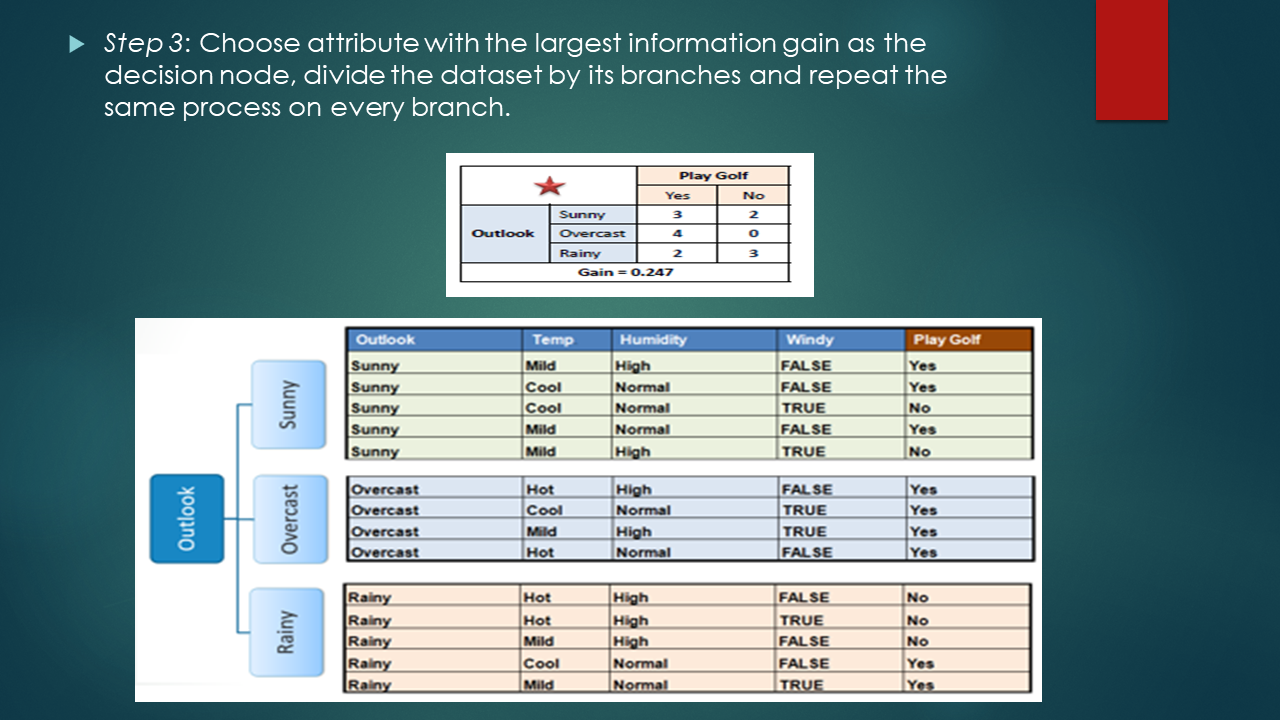 Step 3: Choose attribute with the largest information gain as the
decision node, divide the dataset by its branches and repeat the
same process on every branch.
Play Golf
Yes No
Outlook
Sunny 3 2
Overcast 4 0
Rainy 2 3
Gain = 0.247
Outlook
Sunny
Overcast
Rainy
Outlook Temp Humidity Windy Play Golf
Sunny Mild High FALSE Yes
Sunny Cool Normal FALSE Yes
Sunny Cool Normal TRUE No
Sunny Mild Normal FALSE Yes
Sunny Mild High TRUE No
Overcast Hot High FALSE Yes
Overcast Cool Normal TRUE Yes
Overcast Mild High TRUE Yes
Overcast Hot Normal FALSE Yes
Rainy Hot High FALSE No
Rainy Hot High TRUE No
Rainy Mild High FALSE No
Rainy Cool Normal FALSE Yes
Rainy Mild Normal TRUE Yes